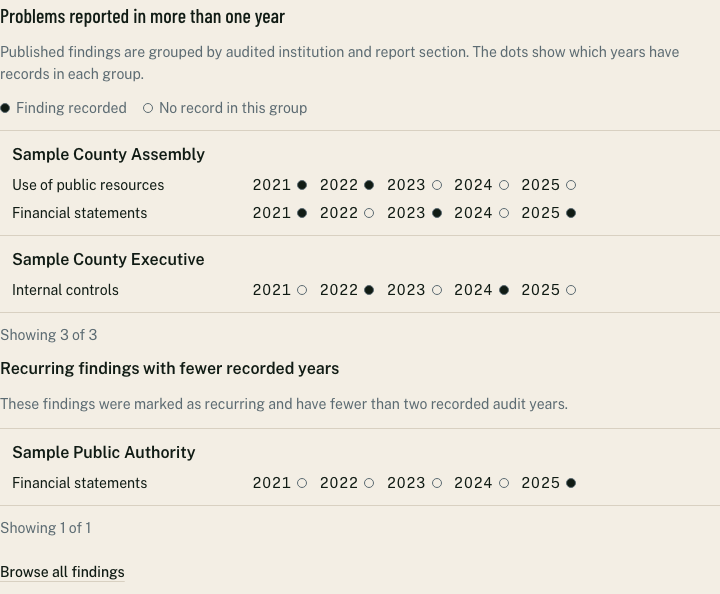 Problems reported in more than one year
Published findings are grouped by audited institution and report section. The dots show which years have
records in each group.
● Finding recorded ○ No record in this group
Sample County Assembly
Use of public resources 2021 ● 2022 ● 2023 ○ 2024 ○ 2025 ○
Financial statements 2021 ● 2022 ○ 2023 ● 2024 ○ 2025 ●
Sample County Executive
Internal controls 2021 ○ 2022 ● 2023 ○ 2024 ● 2025 ○
Showing 3 of 3
Recurring findings with fewer recorded years
These findings were marked as recurring and have fewer than two recorded audit years.
Sample Public Authority
Financial statements 2021 ○ 2022 ○ 2023 ○ 2024 ○ 2025 ●
Showing 1 of 1
Browse all findings